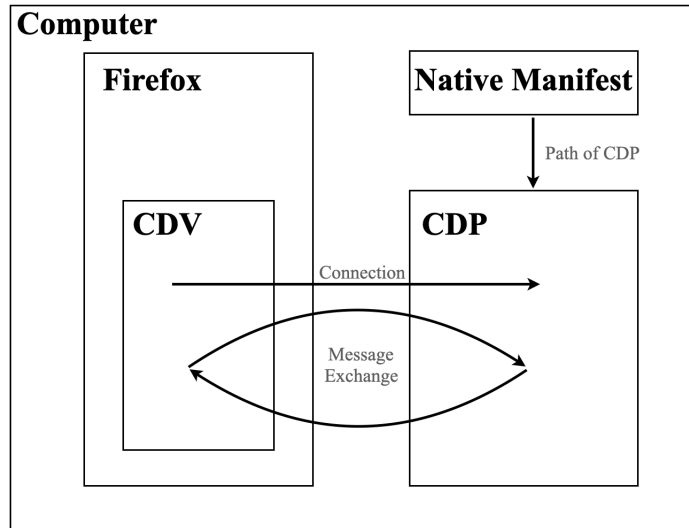 Computer
Firefox
Native Manifest
Path of CDP
CDV
CDP
Connection
Message
Exchange